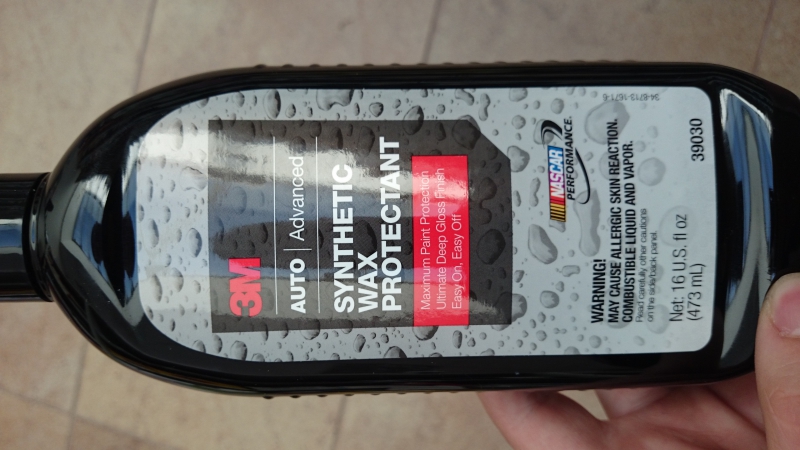 3M
AUTO | Advanced
SYNTHETIC
WAX
PROTECTANT
Maximum Paint Protection
Ultimate Deep Gloss Finish
Easy On, Easy Off
NASCAR
PERFORMANCE.
WARNING!
MAY CAUSE ALLERGIC SKIN REACTION.
COMBUSTIBLE LIQUID AND VAPOR.
Read carefully other cautions
on the side/back panel.
Net: 16 U.S. fl oz
(473 mL)
39030